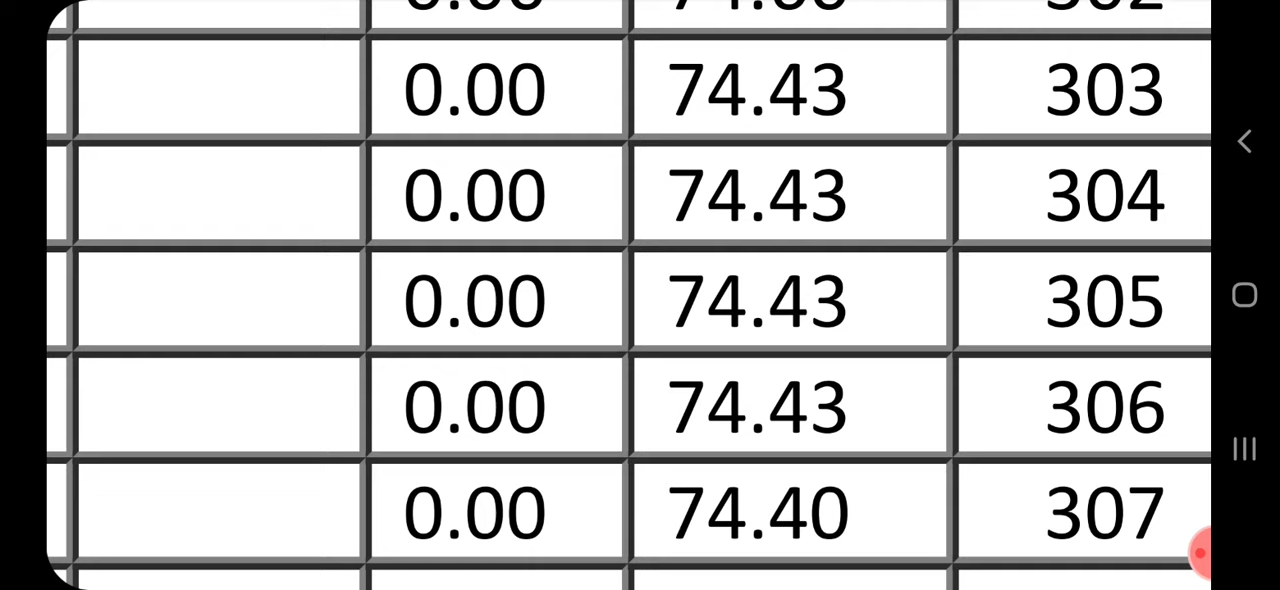 0.00 74.43 303
0.00 74.43 304
0.00 74.43 305
0.00 74.43 306
0.00 74.40 307